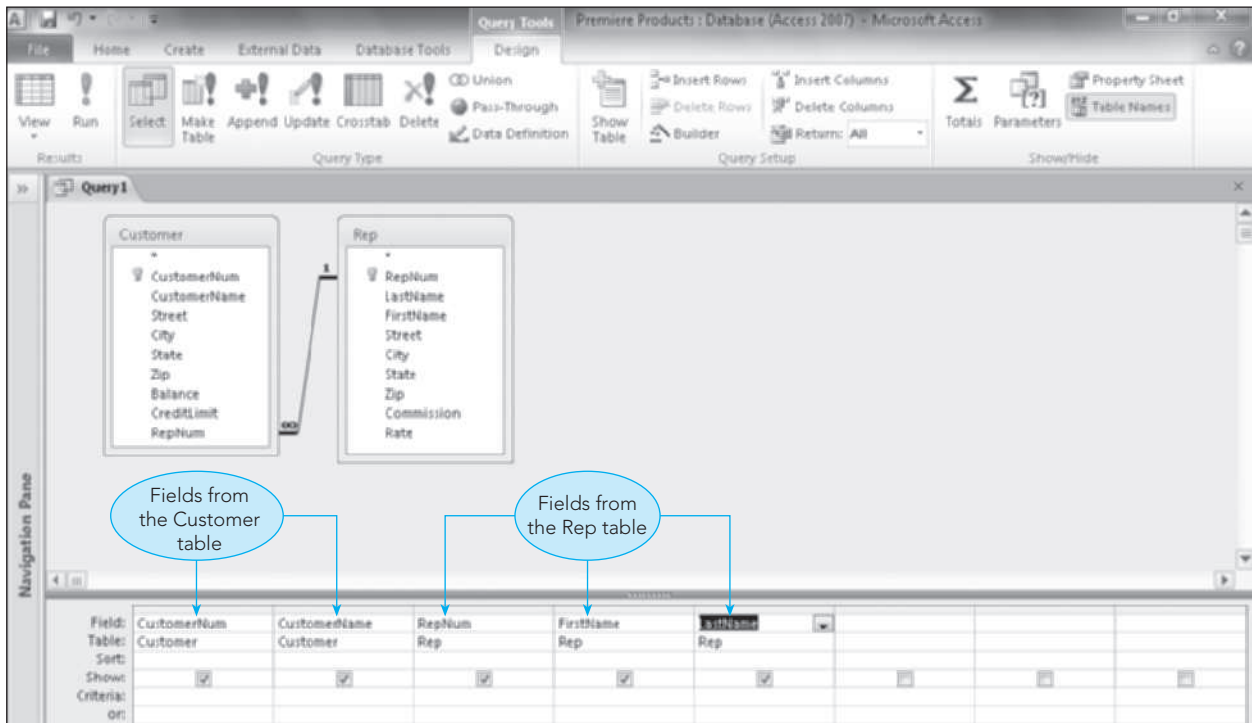 Query Tools
Premiere Products : Database (Access 2007) - Microsoft Access
File Home Create External Data Database Tools Design
View
Run
Select
Make Table
Append
Update
Crosstab
Delete
Union
Pass-Through
Data Definition
Show Table
Insert Rows
Delete Rows
Builder
Insert Columns
Delete Columns
Return: All
Totals
Parameters
Property Sheet
Table Names
Results
Query Type
Query Setup
Show/Hide
Query1
Navigation Pane
Customer
*
CustomerNum
CustomerName
Street
City
State
Zip
Balance
CreditLimit
RepNum
1
∞
Rep
*
RepNum
LastName
FirstName
Street
City
State
Zip
Commission
Rate
Fields from
the Customer
table
Fields from
the Rep table
Field: CustomerNum CustomerName RepNum FirstName LastName
Table: Customer Customer Rep Rep Rep
Sort:
Show:
Criteria:
or: